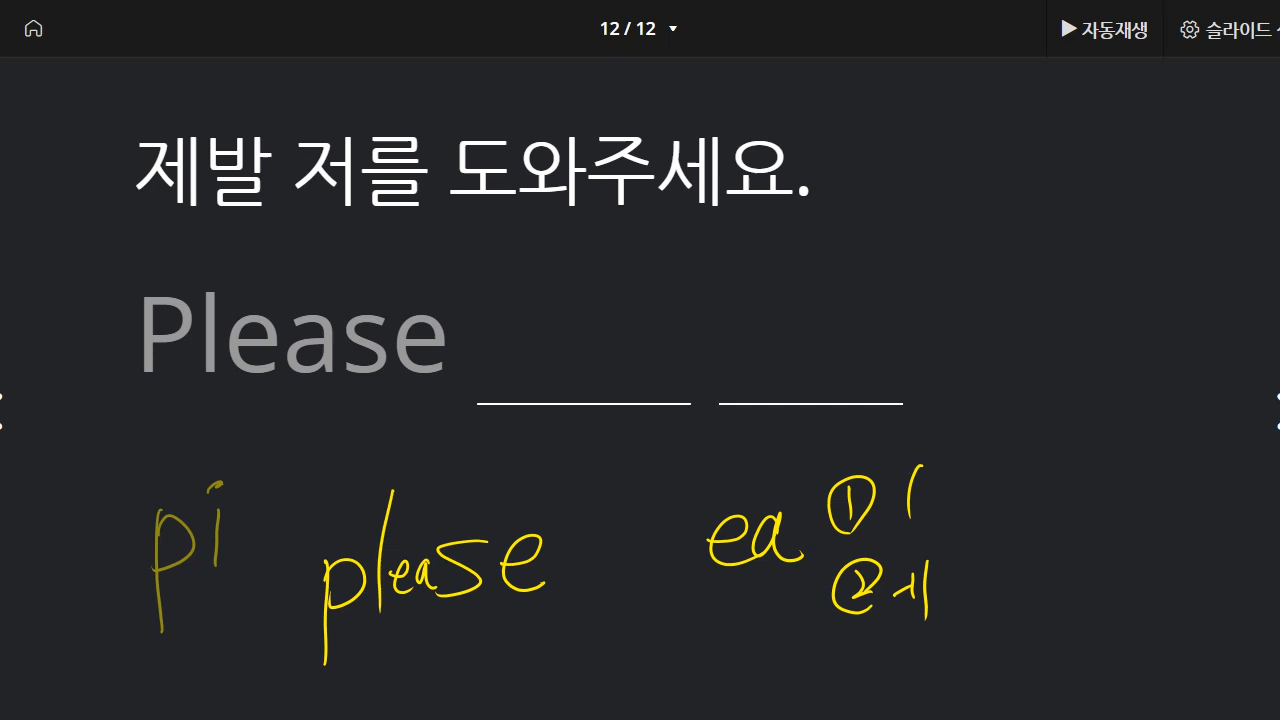 12 / 12
자동재생
슬라이드
제발 저를 도와주세요.
Please
pi please ea ① ㅣ
② ㅔ